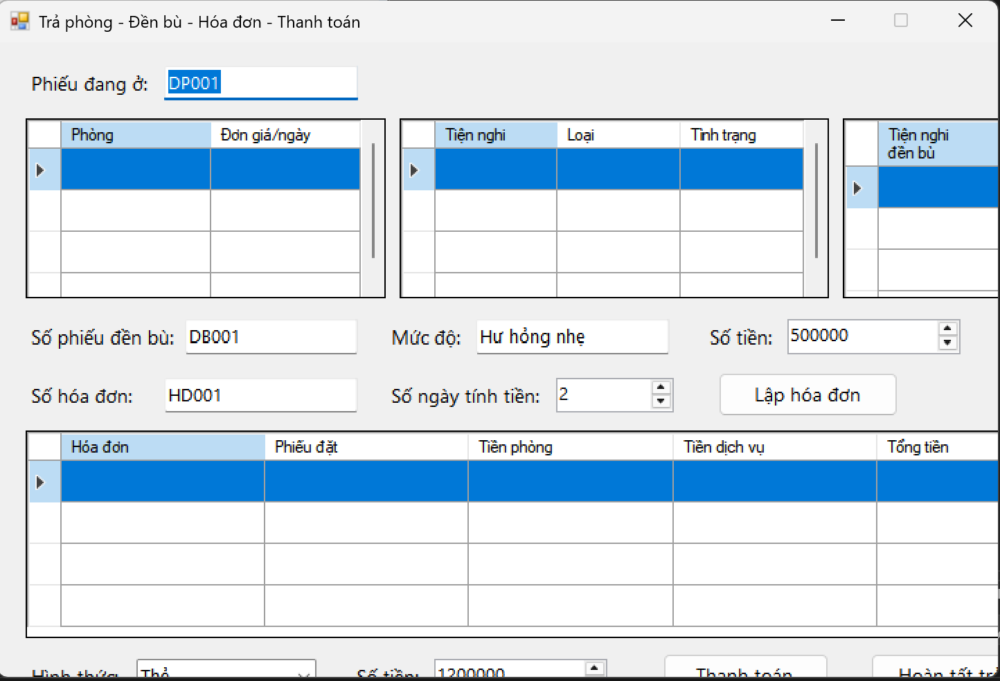 Trả phòng - Đền bù - Hóa đơn - Thanh toán
Phiếu đang ở: DP001
Phòng Đơn giá/ngày
Tiện nghi Loại Tình trạng
Tiện nghi
đền bù
Số phiếu đền bù: DB001 Mức độ: Hư hỏng nhẹ Số tiền: 500000
Số hóa đơn: HD001 Số ngày tính tiền: 2 Lập hóa đơn
Hóa đơn Phiếu đặt Tiền phòng Tiền dịch vụ Tổng tiền
Hình thức: Thẻ Số tiền: 1200000 Thanh toán Hoàn tất trả